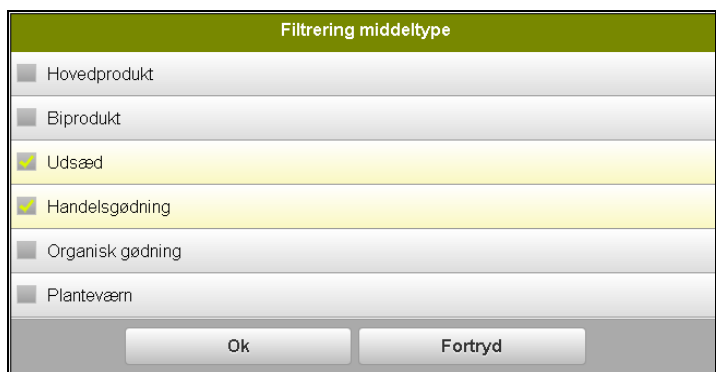 Filtrering middeltype
Hovedprodukt
Biprodukt
Udsæd
Handelsgødning
Organisk gødning
Planteværn
Ok Fortryd